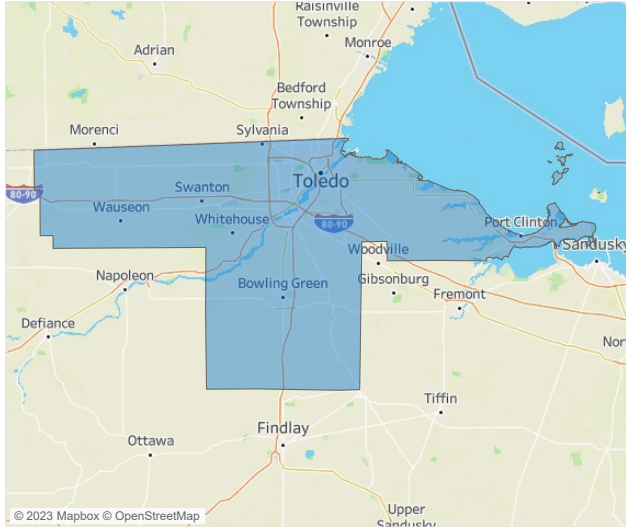 Raisinville
Township
Adrian
Monroe
Bedford
Township
Morenci
Sylvania
Toledo
80-90
Swanton
Wauseon
Whitehouse
80-90
Port Clinton
Sandusky
Woodville
Napoleon
Bowling Green
Gibsonburg
Fremont
Defiance
Nor
Tiffin
Findlay
Ottawa
Upper
Sandusky
© 2023 Mapbox © OpenStreetMap